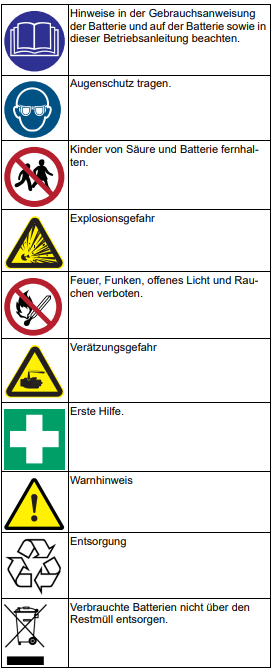 Hinweise in der Gebrauchsanweisung
der Batterie und auf der Batterie sowie in
dieser Betriebsanleitung beachten.
Augenschutz tragen.
Kinder von Säure und Batterie fernhal-
ten.
Explosionsgefahr
Feuer, Funken, offenes Licht und Rau-
chen verboten.
Verätzungsgefahr
Erste Hilfe.
Warnhinweis
Entsorgung
Verbrauchte Batterien nicht über den
Restmüll entsorgen.